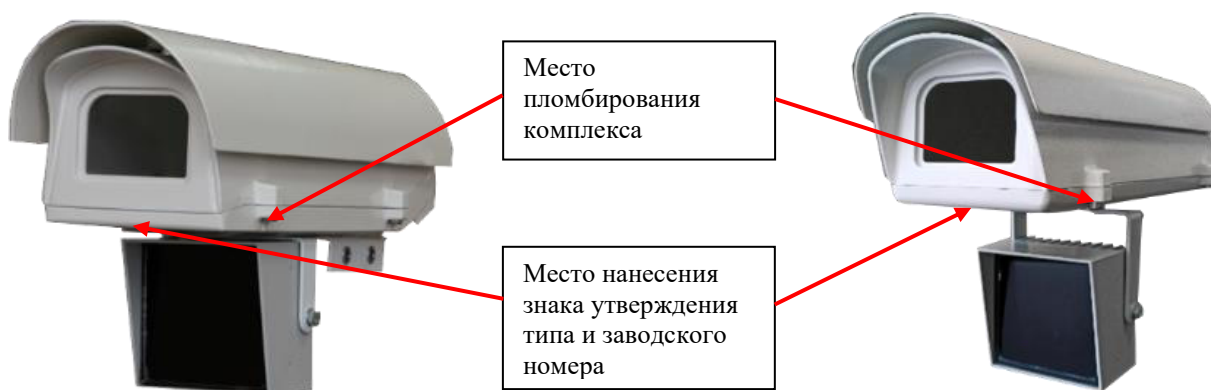 Место
пломбирования
комплекса
Место нанесения
знака утверждения
типа и заводского
номера